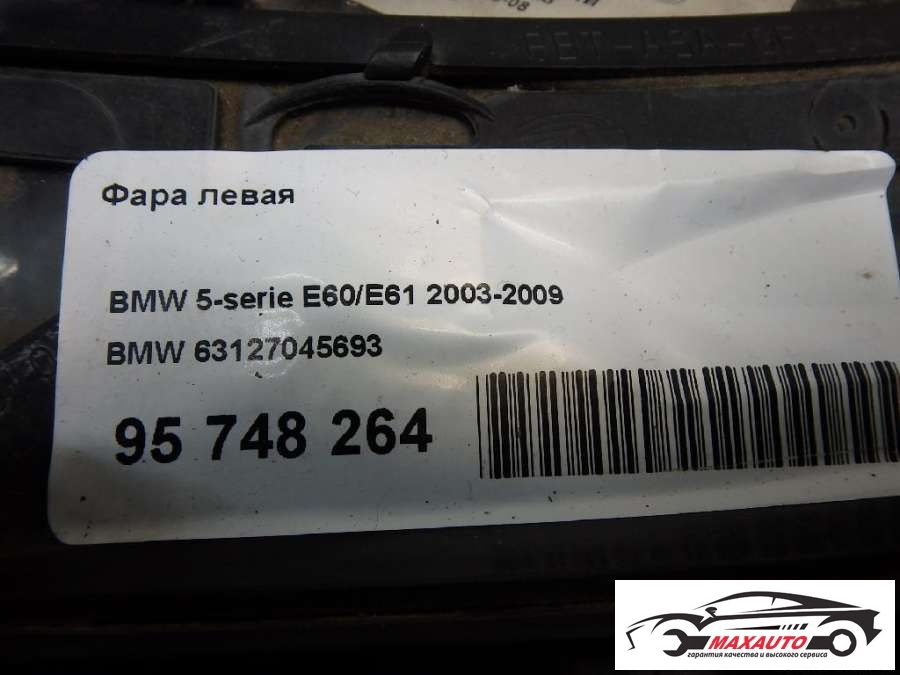 Фара левая
BMW 5-serie E60/E61 2003-2009
BMW 63127045693
95 748 264
MAXAUTO
гарантия качества и высокого сервиса